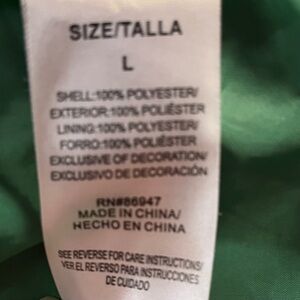 SIZE/TALLA
L
SHELL:100% POLYESTER/
EXTERIOR:100% POLIÉSTER
LINING:100% POLYESTER/
FORRO:100% POLIÉSTER
EXCLUSIVE OF DECORATION/
EXCLUSIVO DE DECORACIÓN
RN#86947
MADE IN CHINA/
HECHO EN CHINA
SEE REVERSE FOR CARE INSTRUCTIONS/
VER EL REVERSO PARA INSTRUCCIONES
DE CUIDADO